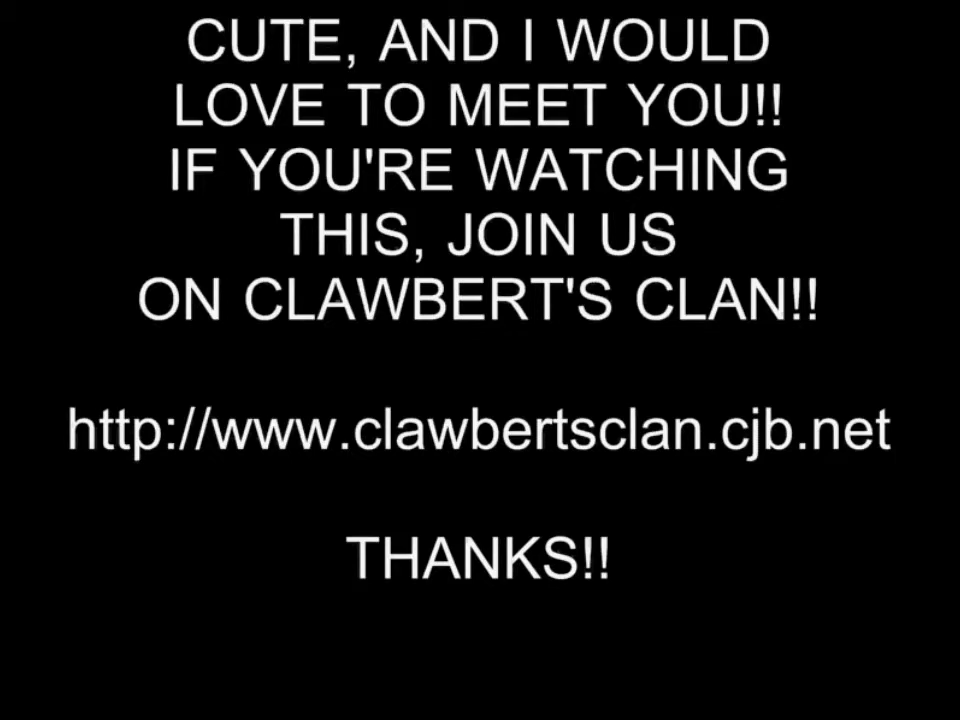 CUTE, AND I WOULD
LOVE TO MEET YOU!!
IF YOU'RE WATCHING
THIS, JOIN US
ON CLAWBERT'S CLAN!!
http://www.clawbertsclan.cjb.net
THANKS!!